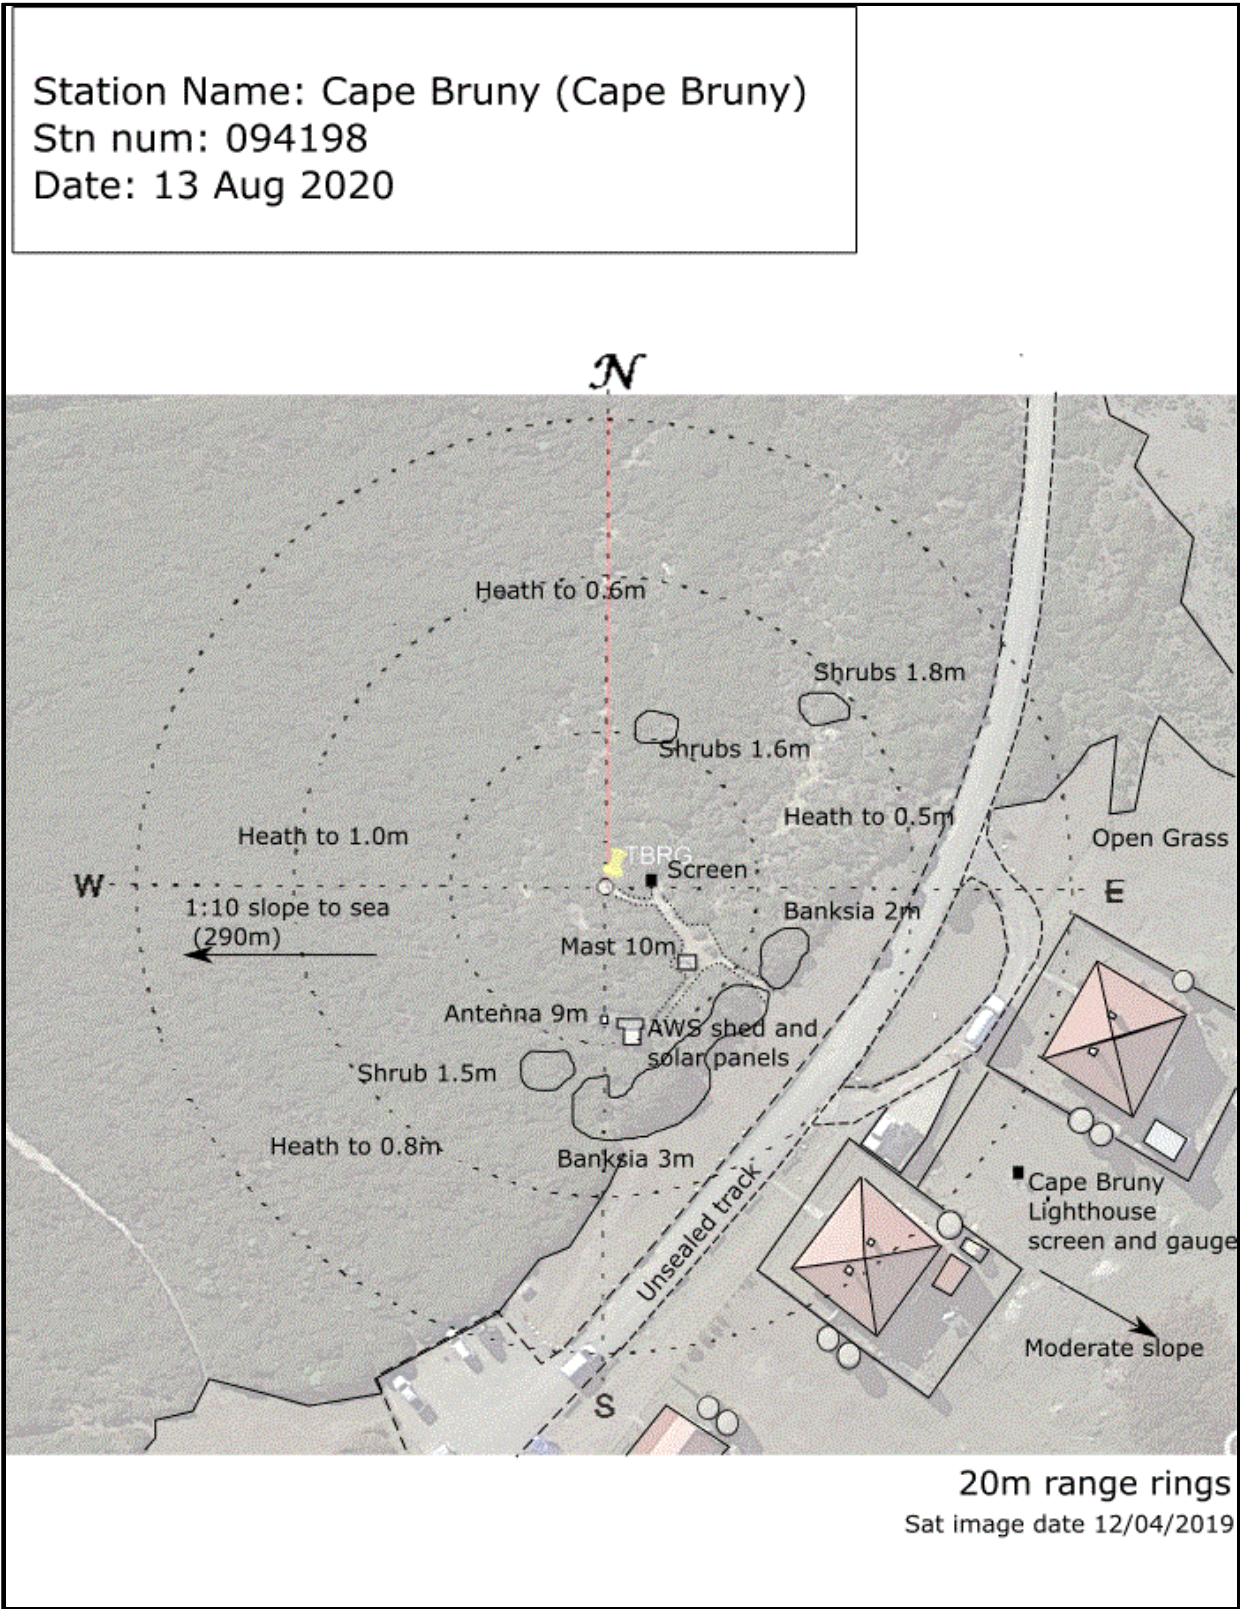 Station Name: Cape Bruny (Cape Bruny)
Stn num: 094198
Date: 13 Aug 2020
N
Heath to 0.6m
Shrubs 1.8m
Shrubs 1.6m
Heath to 0.5m
Heath to 1.0m
Open Grass
TBRG
Screen
W
E
1:10 slope to sea
(290m)
Banksia 2m
Mast 10m
Antenna 9m
AWS shed and
solar panels
Shrub 1.5m
Heath to 0.8m
Banksia 3m
Unsealed track
Cape Bruny
Lighthouse
screen and gauge
Moderate slope
S
20m range rings
Sat image date 12/04/2019